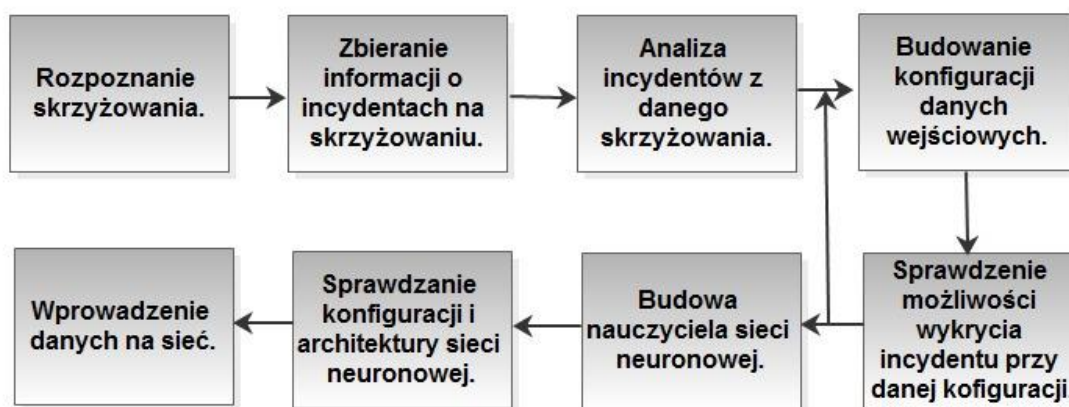 Rozpoznanie
skrzyżowania.
Zbieranie
informacji o
incydentach na
skrzyżowaniu.
Analiza
incydentów z
danego
skrzyżowania.
Budowanie
konfiguracji
danych
wejściowych.
Sprawdzenie
możliwości
wykrycia
incydentu przy
danej kofiguracji.
Budowa
nauczyciela sieci
neuronowej.
Sprawdzanie
konfiguracji i
architektury sieci
neuronowej.
Wprowadzenie
danych na sieć.